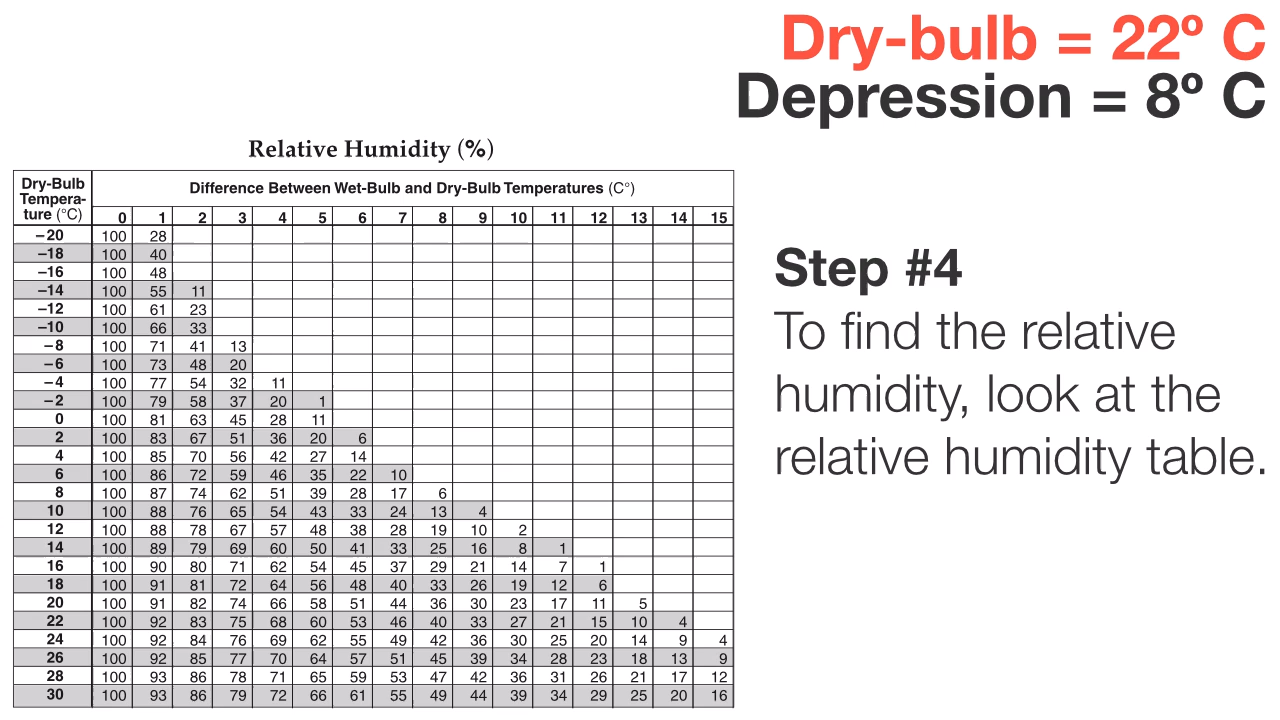 Dry-bulb = 22º C
Depression = 8º C
Relative Humidity (%)
Dry-Bulb Tempera-ture (°C)
Difference Between Wet-Bulb and Dry-Bulb Temperatures (C°)
0 1 2 3 4 5 6 7 8 9 10 11 12 13 14 15
–20 100 28
–18 100 40
–16 100 48
–14 100 55 11
–12 100 61 23
–10 100 66 33
–8 100 71 41 13
–6 100 73 48 20
–4 100 77 54 32 11
–2 100 79 58 37 20 1
0 100 81 63 45 28 11
2 100 83 67 51 36 20 6
4 100 85 70 56 42 27 14
6 100 86 72 59 46 35 22 10
8 100 87 74 62 51 39 28 17 6
10 100 88 76 65 54 43 33 24 13 4
12 100 88 78 67 57 48 38 28 19 10 2
14 100 89 79 69 60 50 41 33 25 16 8 1
16 100 90 80 71 62 54 45 37 29 21 14 7 1
18 100 91 81 72 64 56 48 40 33 26 19 12 6
20 100 91 82 74 66 58 51 44 36 30 23 17 11 5
22 100 92 83 75 68 60 53 46 40 33 27 21 15 10 4
24 100 92 84 76 69 62 55 49 42 36 30 25 20 14 9 4
26 100 92 85 77 70 64 57 51 45 39 34 28 23 18 13 9
28 100 93 86 78 71 65 59 53 47 42 36 31 26 21 17 12
30 100 93 86 79 72 66 61 55 49 44 39 34 29 25 20 16
Step #4
To find the relative
humidity, look at the
relative humidity table.